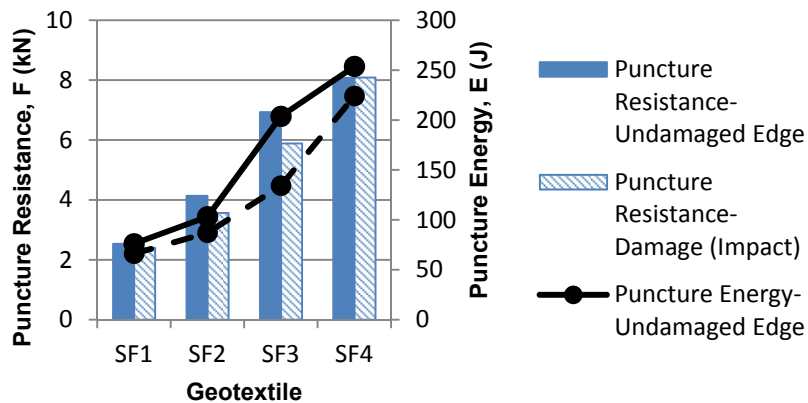 Puncture Resistance, F (kN)
10
8
6
4
2
0
300
250
200
150
100
50
0
Puncture Energy, E (J)
SF1 SF2 SF3 SF4
Geotextile
Puncture
Resistance-
Undamaged Edge
Puncture
Resistance-
Damage (Impact)
Puncture Energy-
Undamaged Edge